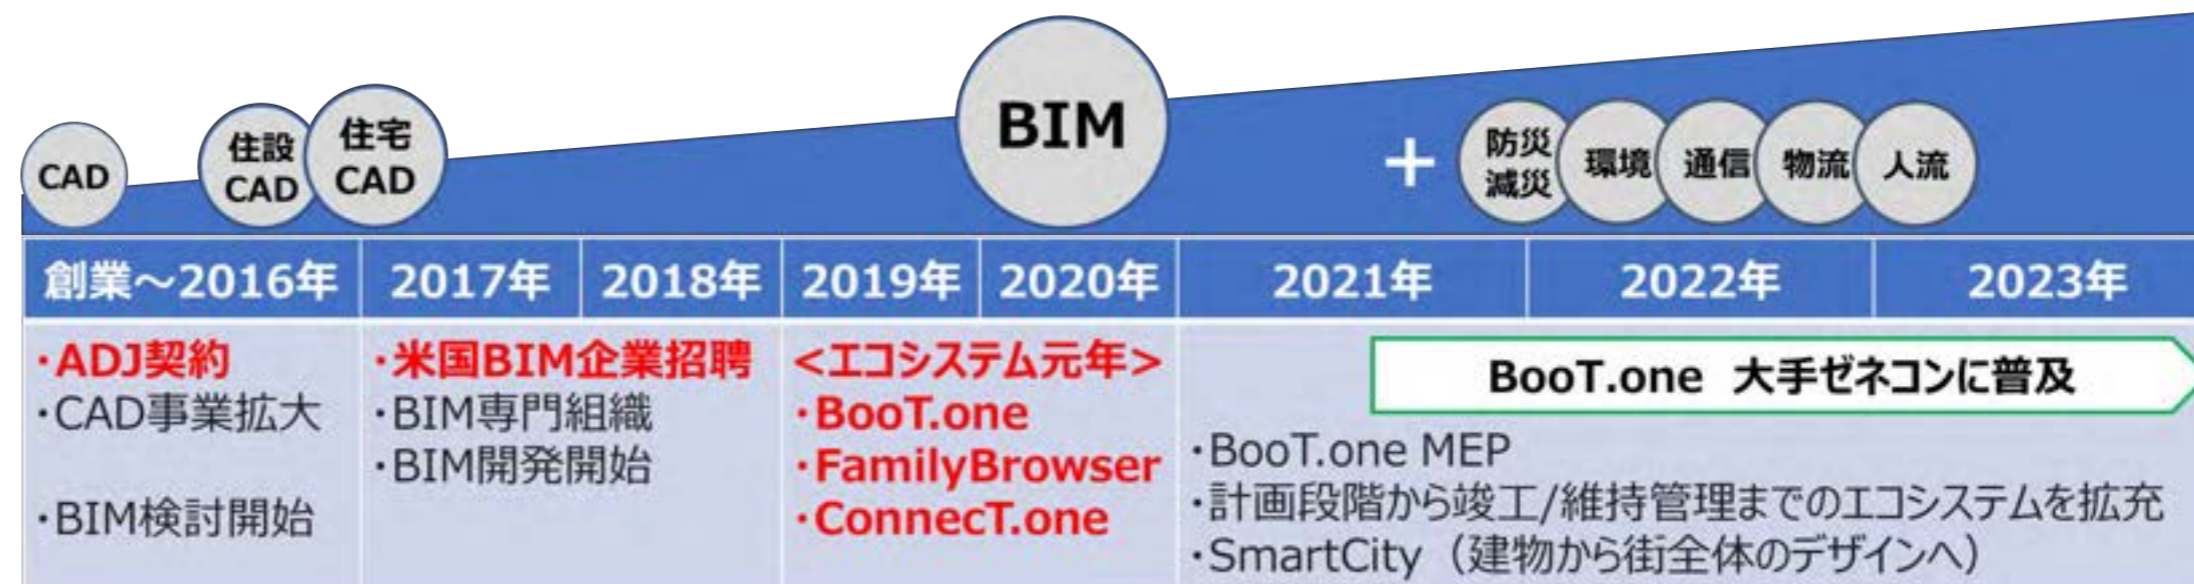 CAD
住設
CAD
住宅
CAD
BIM
+
防災
減災
環境
通信
物流
人流
創業～2016年
2017年
2018年
2019年
2020年
2021年
2022年
2023年
・ADJ契約
・CAD事業拡大
・BIM検討開始
・米国BIM企業招聘
・BIM専門組織
・BIM開発開始
<エコシステム元年>
・BooT.one
・FamilyBrowser
・ConnecT.one
BooT.one 大手ゼネコンに普及
・BooT.one MEP
・計画段階から竣工/維持管理までのエコシステムを拡充
・SmartCity（建物から街全体のデザインへ）